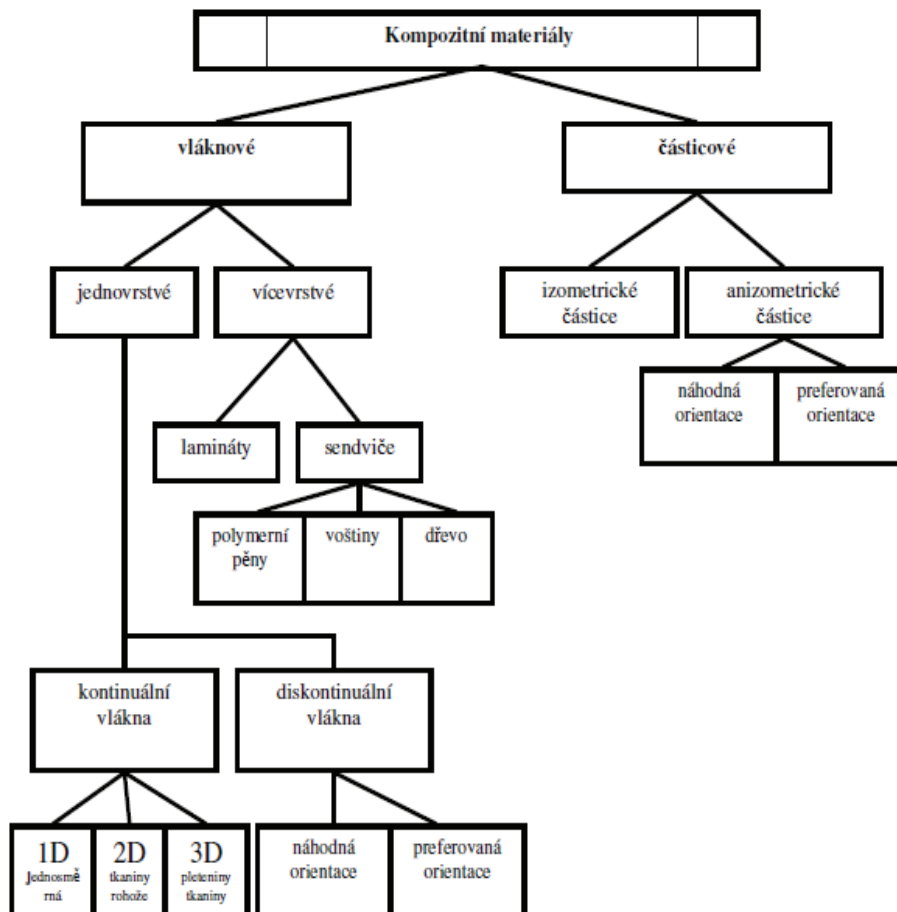 Kompozitní materiály
vláknové
částicové
jednovrstvé
vícevrstvé
izometrické
částice
anizometrické
částice
náhodná
orientace
preferovaná
orientace
lamináty
sendviče
polymerní
pěny
voštiny
dřevo
kontinuální
vlákna
diskontinuální
vlákna
1D
Jednosmě
rná
2D
tkaniny
rohože
3D
pleteniny
tkaniny
náhodná
orientace
preferovaná
orientace